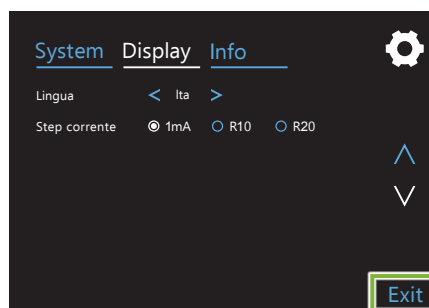 System Display Info
Lingua < Ita >
Step corrente 1mA R10 R20
Exit